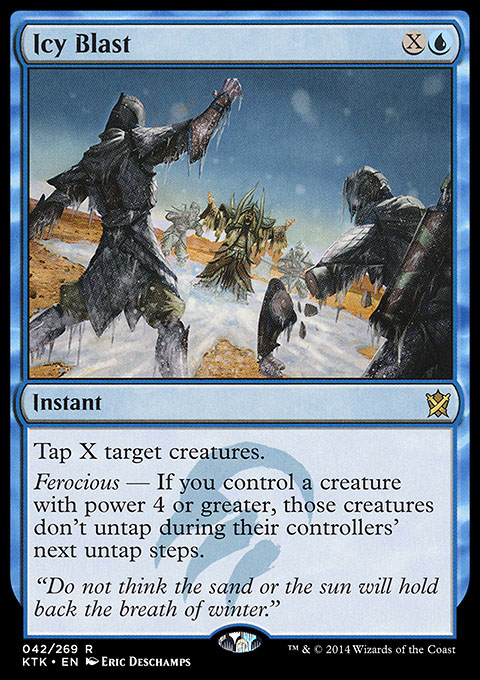 Icy Blast X
Instant
Tap X target creatures.
Ferocious — If you control a creature
with power 4 or greater, those creatures
don't untap during their controllers'
next untap steps.
“Do not think the sand or the sun will hold
back the breath of winter.”
042/269 R
KTK • EN Eric Deschamps
™ & © 2014 Wizards of the Coast